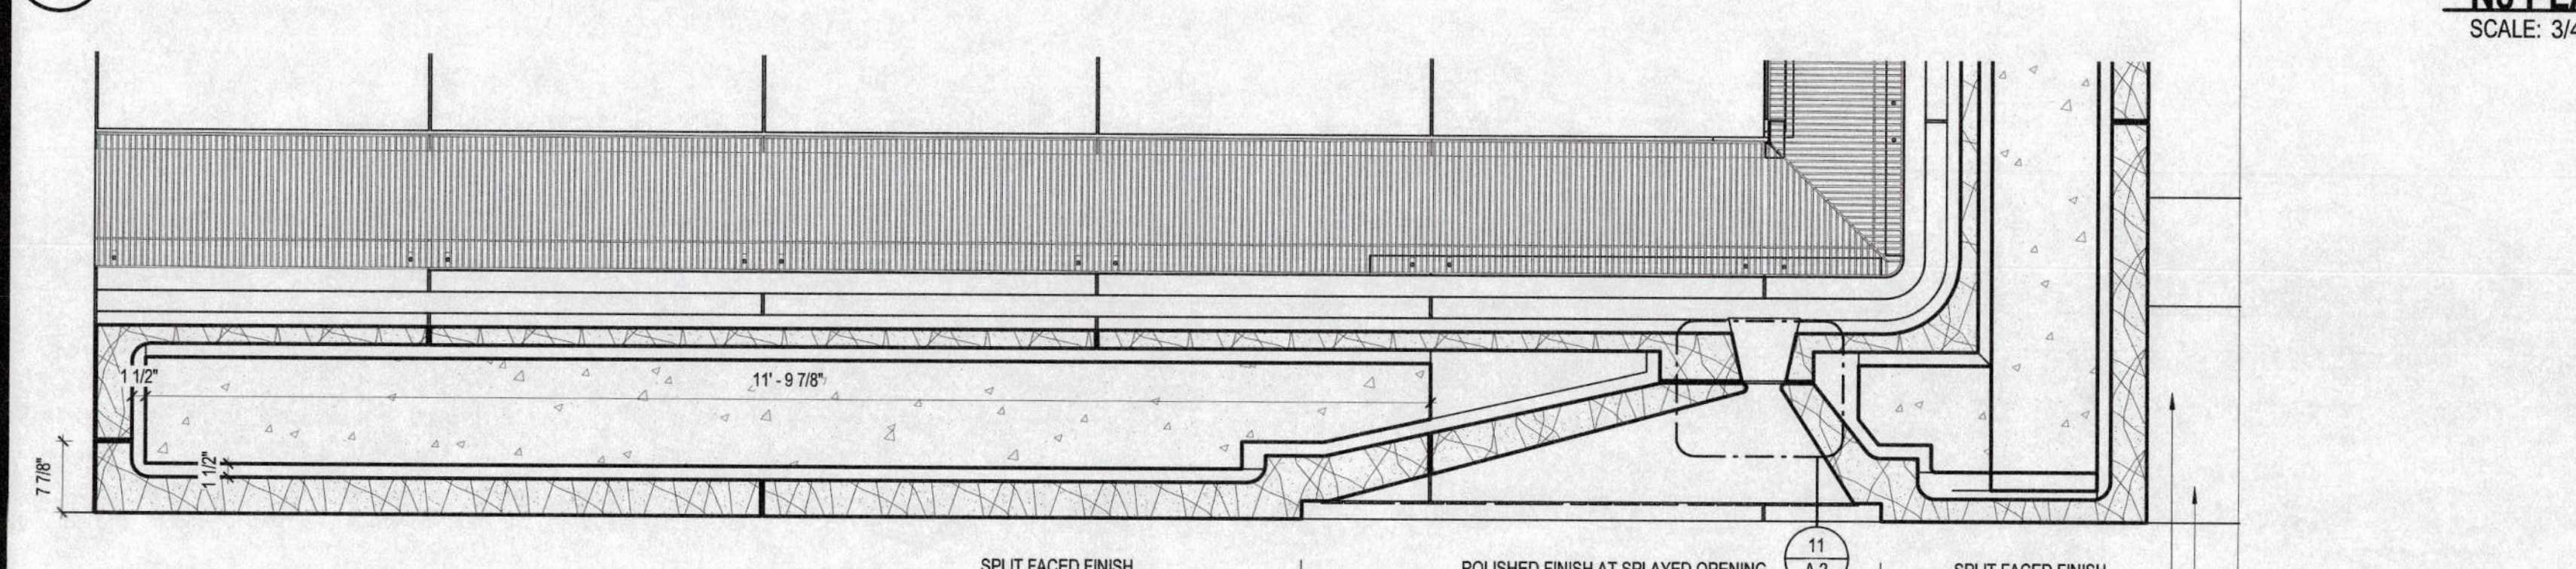 SCALE: 3/4
1 1/2"
11' - 9 7/8"
7 7/8"
1 1/2"
11
SPLIT FACED FINISH
POLISHED FINISH AT SPLAYED OPENING
A.2
SPLIT FACED FINISH